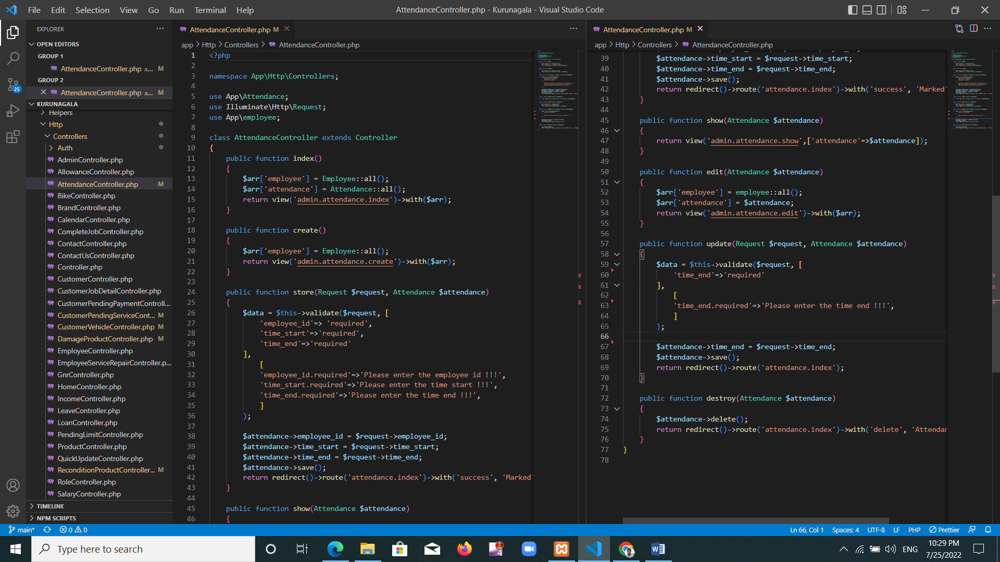 File Edit Selection View Go Run Terminal Help
AttendanceController.php - Kurunagala - Visual Studio Code
EXPLORER
OPEN EDITORS
GROUP 1
AttendanceController.php a... M
GROUP 2
AttendanceController.php a... M
KURUNAGALA
Helpers
Http
Controllers
Auth
AdminController.php
AllowanceController.php
AttendanceController.php M
BikeController.php
BrandController.php
CalendarController.php
CompleteJobController.php
ContactController.php
ContactUsController.php
Controller.php
CustomerController.php
CustomerJobDetailController.php
CustomerPendingPaymentControll...
CustomerPendingServiceCont... M
CustomerVehicleController.php M
DamageProductController.php M
EmployeeController.php
EmployeeServiceRepairController.p...
GnrController.php
HomeController.php
IncomeController.php
LeaveController.php
LoanController.php
PendingLimitController.php
ProductController.php
QuickUpdateController.php
ReconditionProductController... M
RoleController.php
SalaryController.php
TIMELINE
NPM SCRIPTS
25
AttendanceController.php M
app > Http > Controllers > AttendanceController.php
1 <?php
2
3 namespace App\Http\Controllers;
4
5 use App\Attendance;
6 use Illuminate\Http\Request;
7 use App\employee;
8
9 class AttendanceController extends Controller
10 {
11 public function index()
12 {
13 $arr['employee'] = Employee::all();
14 $arr['attendance'] = Attendance::all();
15 return view('admin.attendance.index')->with($arr);
16 }
17
18 public function create()
19 {
20 $arr['employee'] = Employee::all();
21 return view('admin.attendance.create')->with($arr);
22 }
23
24 public function store(Request $request, Attendance $attendance)
25 {
26 $data = $this->validate($request, [
27 'employee_id'=> 'required',
28 'time_start'=>'required',
29 'time_end'=>'required'
30 ],
31 [
32 'employee_id.required'=>'Please enter the employee id !!!',
33 'time_start.required'=>'Please enter the time start !!!',
34 'time_end.required'=>'Please enter the time end !!!',
35 ]
36 );
37
38 $attendance->employee_id = $request->employee_id;
39 $attendance->time_start = $request->time_start;
40 $attendance->time_end = $request->time_end;
41 $attendance->save();
42 return redirect()->route('attendance.index')->with('success', 'Marked'
43 }
44
45 public function show(Attendance $attendance)
46 {
AttendanceController.php M
app > Http > Controllers > AttendanceController.php
39 $attendance->time_start = $request->time_start;
40 $attendance->time_end = $request->time_end;
41 $attendance->save();
42 return redirect()->route('attendance.index')->with('success', 'Marked'
43 }
44
45 public function show(Attendance $attendance)
46 {
47 return view('admin.attendance.show',['attendance'=>$attendance]);
48 }
49
50 public function edit(Attendance $attendance)
51 {
52 $arr['employee'] = employee::all();
53 $arr['attendance'] = $attendance;
54 return view('admin.attendance.edit')->with($arr);
55 }
56
57 public function update(Request $request, Attendance $attendance)
58 {
59 $data = $this->validate($request, [
60 'time_end'=>'required'
61 ],
62 [
63 'time_end.required'=>'Please enter the time end !!!',
64 ]
65 );
66
67 $attendance->time_end = $request->time_end;
68 $attendance->save();
69 return redirect()->route('attendance.index');
70 }
71
72 public function destroy(Attendance $attendance)
73 {
74 $attendance->delete();
75 return redirect()->route('attendance.index')->with('delete', 'Attendan
76 }
77 }
78
main* 0 0 Ln 66, Col 1 Spaces: 4 UTF-8 LF PHP Prettier
Type here to search
ENG
10:29 PM
7/25/2022